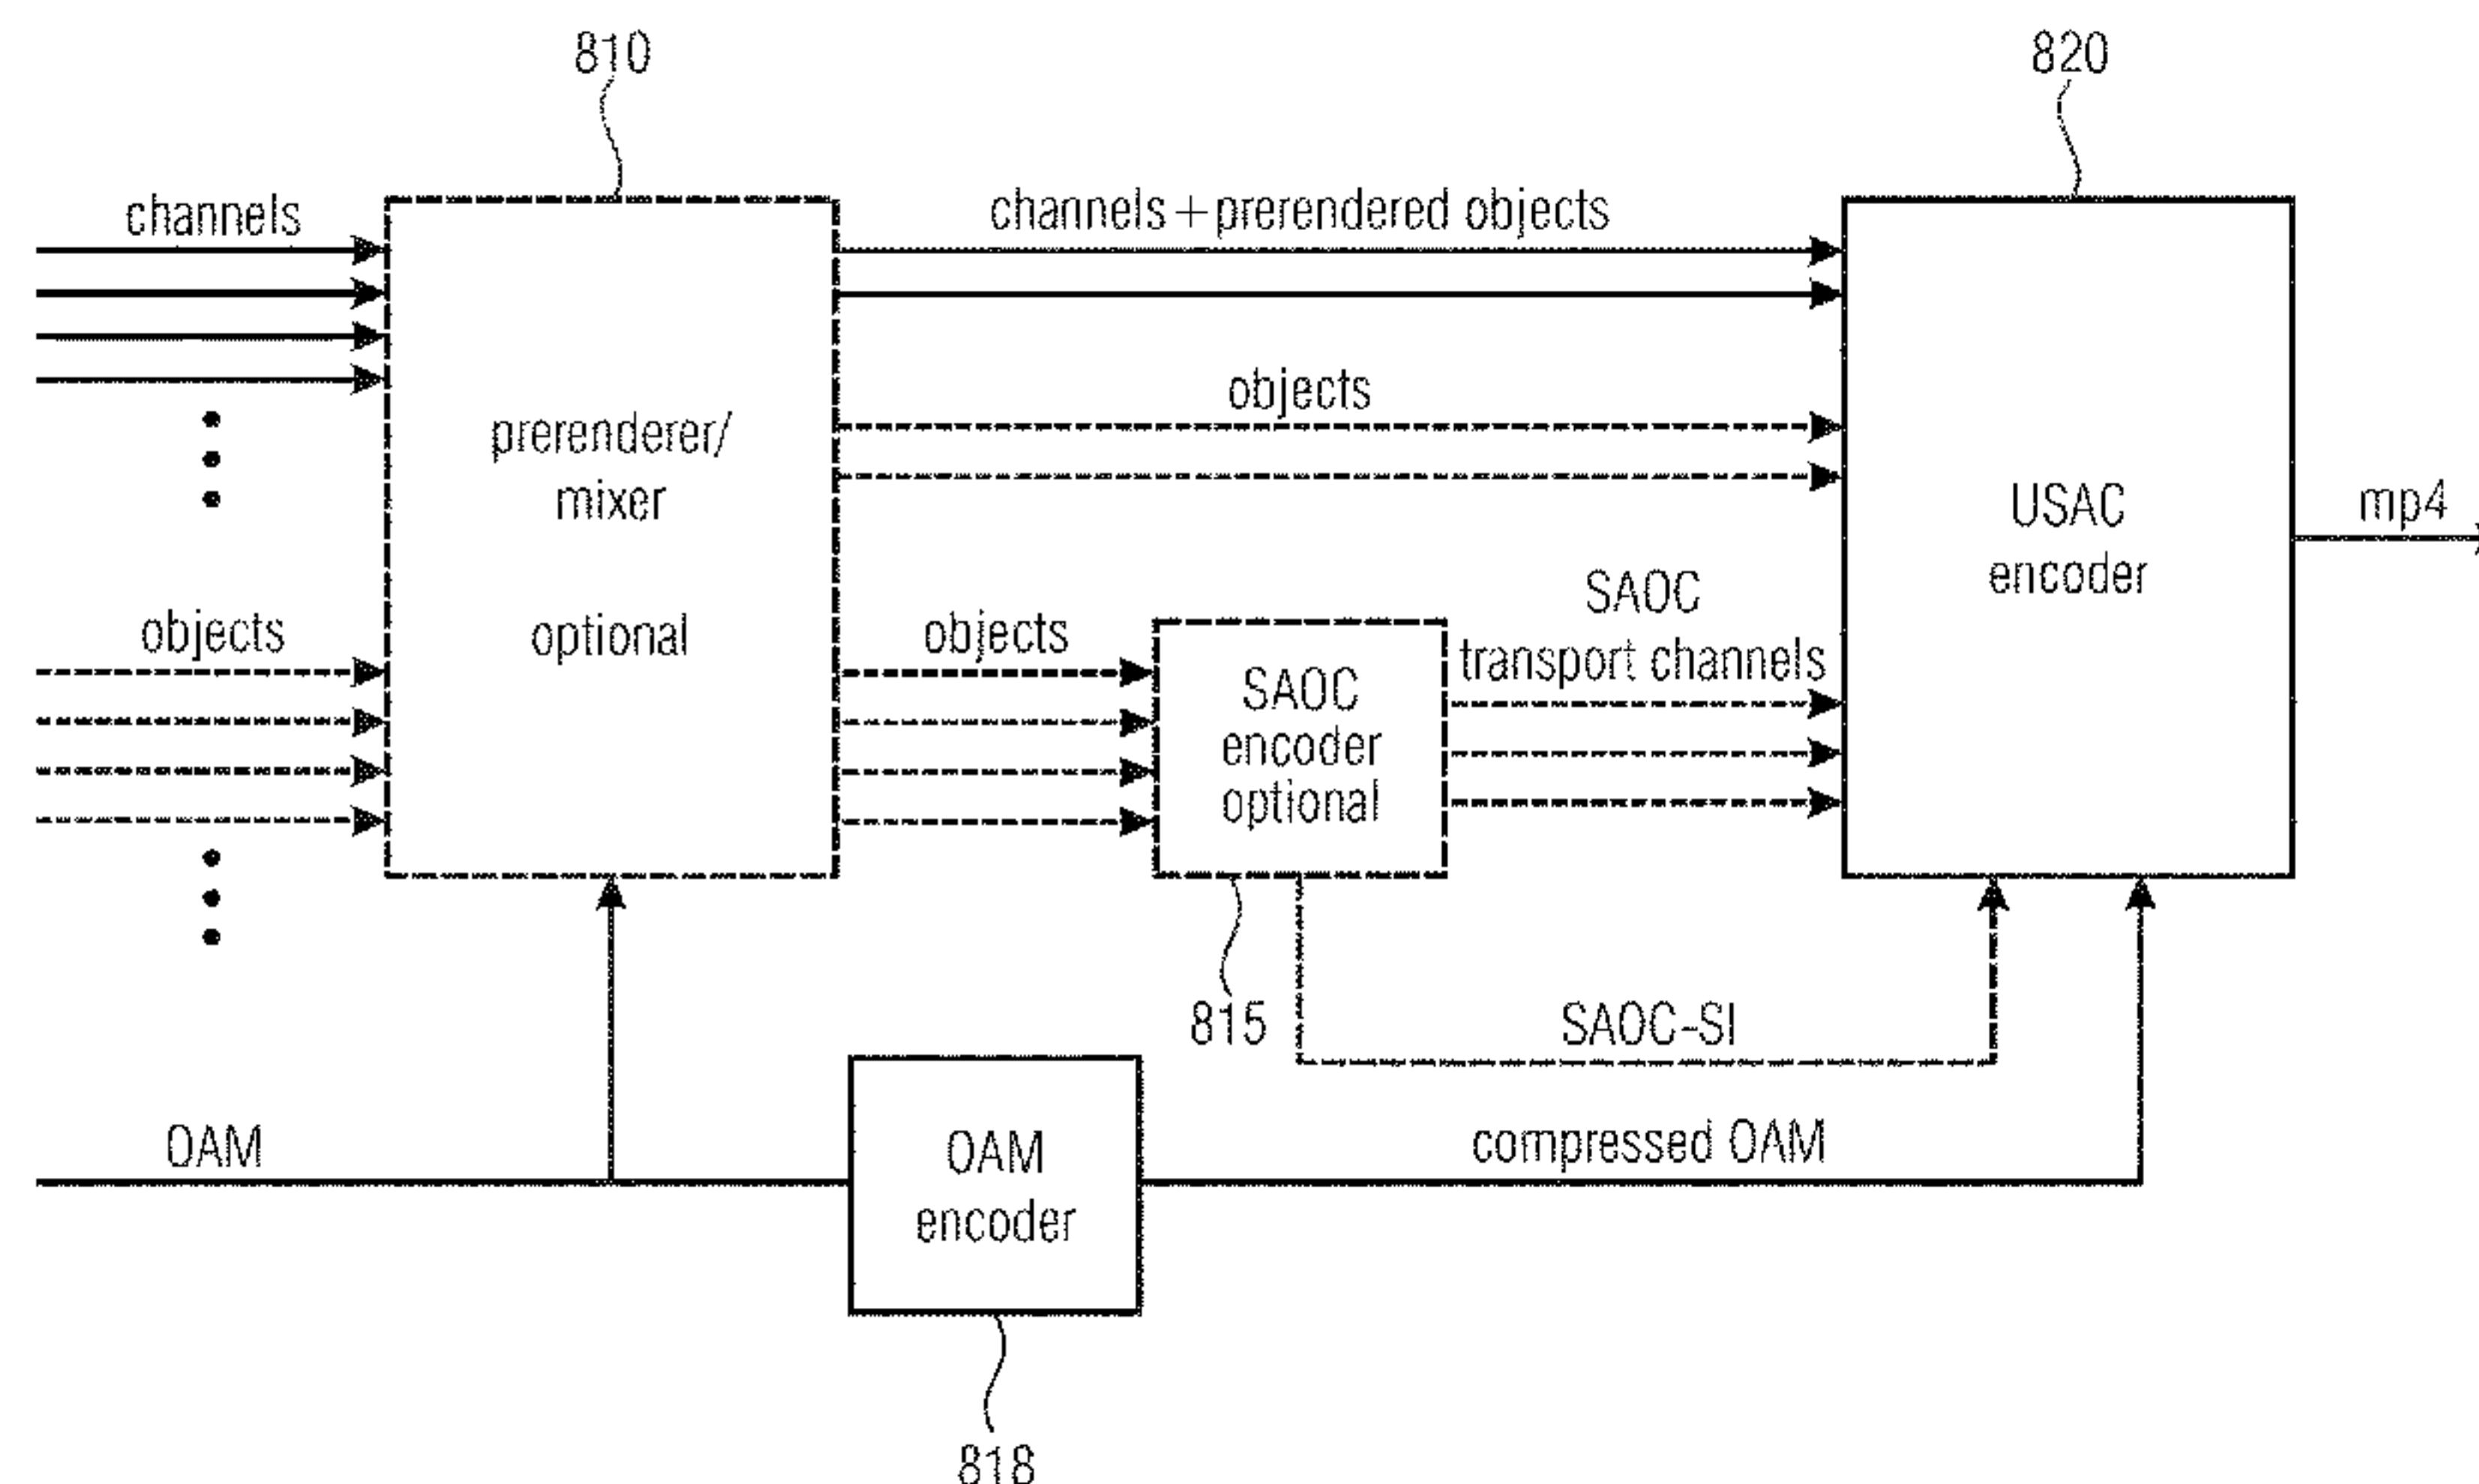 810
820
channels
channels+prerendered objects
objects
prerenderer/
mixer
optional
USAC
encoder
mp4
objects
objects
SAOC
transport channels
SAOC
encoder
optional
815
SAOC-SI
OAM
OAM
encoder
compressed OAM
818